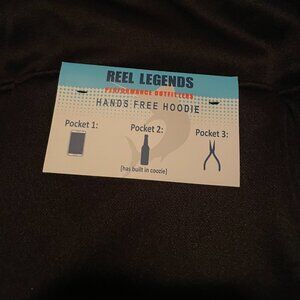 REEL LEGENDS
PERFORMANCE OUTFITTERS
HANDS FREE HOODIE
Pocket 1:
Pocket 2:
Pocket 3:
[has built in coozie]